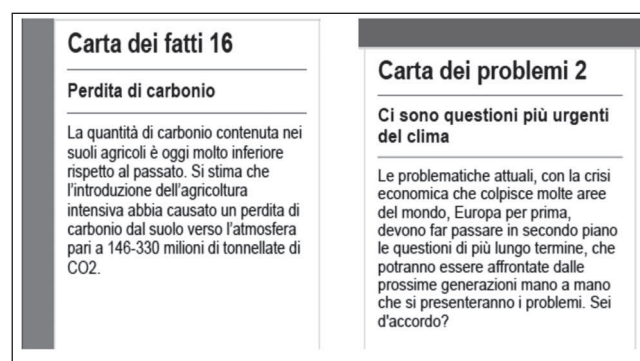 Carta dei fatti 16
Perdita di carbonio
La quantità di carbonio contenuta nei
suoli agricoli è oggi molto inferiore
rispetto al passato. Si stima che
l'introduzione dell'agricoltura
intensiva abbia causato un perdita di
carbonio dal suolo verso l'atmosfera
pari a 146-330 milioni di tonnellate di
CO2.
Carta dei problemi 2
Ci sono questioni più urgenti
del clima
Le problematiche attuali, con la crisi
economica che colpisce molte aree
del mondo, Europa per prima,
devono far passare in secondo piano
le questioni di più lungo termine, che
potranno essere affrontate dalle
prossime generazioni mano a mano
che si presenteranno i problemi. Sei
d'accordo?